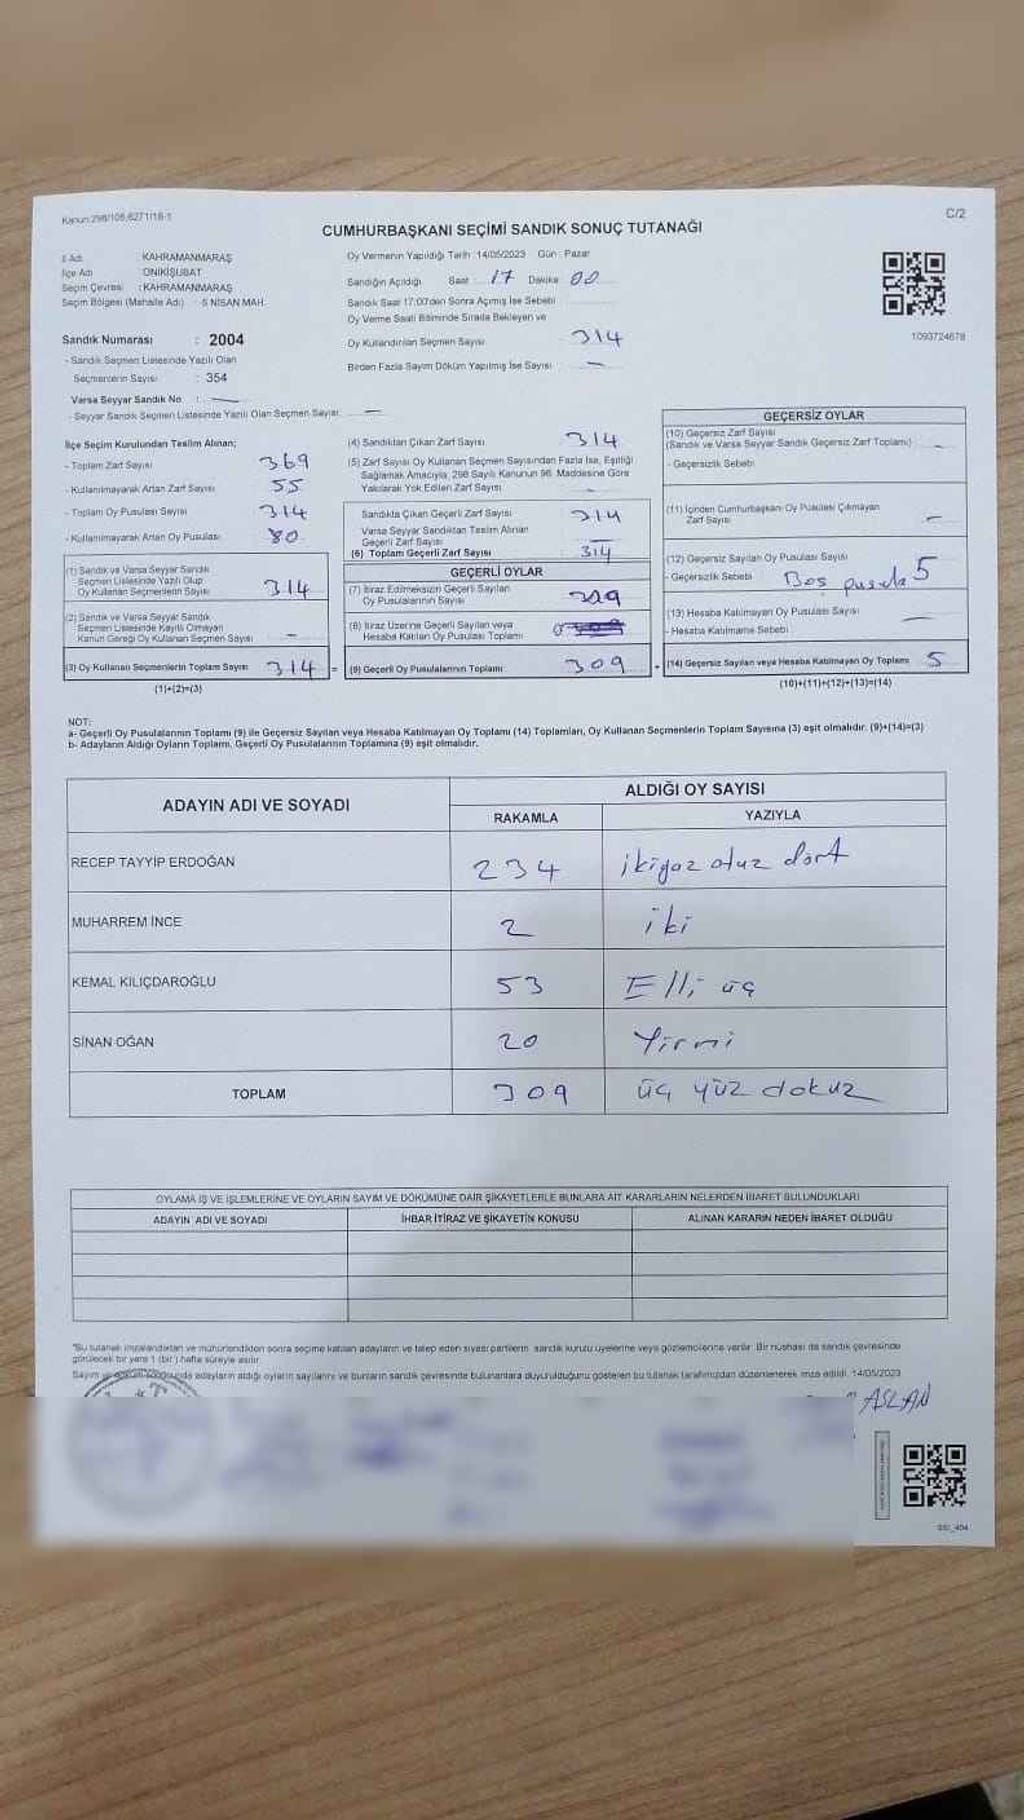 Kanun:298/105,6271/18-1
C/2
CUMHURBAŞKANI SEÇİMİ SANDIK SONUÇ TUTANAĞI
İl Adı KAHRAMANMARAŞ
İlçe Adı ONİKİŞUBAT
Seçim Çevresi : KAHRAMANMARAŞ
Seçim Bölgesi (Mahalle Adı) : 5 NİSAN MAH.
Oy Vermenin Yapıldığı Tarih :14/05/2023 Gün : Pazar
Sandığın Açıldığı Saat : 17 Dakika 00
Sandık Saat 17:00'den Sonra Açılmış İse Sebebi
Oy Verme Saati Bitiminde Sırada Bekleyen ve
Oy Kullandırılan Seçmen Sayısı 314
Birden Fazla Sayım Döküm Yapılmış İse Sayısı —
1093724678
Sandık Numarası : 2004
- Sandık Seçmen Listesinde Yazılı Olan
Seçmenlerin Sayısı : 354
Varsa Seyyar Sandık No : —
- Seyyar Sandık Seçmen Listesinde Yazılı Olan Seçmen Sayısı: —
İlçe Seçim Kurulundan Teslim Alınan;
- Toplam Zarf Sayısı 369
- Kullanılmayarak Artan Zarf Sayısı 55
- Toplam Oy Pusulası Sayısı 314
- Kullanılmayarak Artan Oy Pusulası 80
(1) Sandık ve Varsa Seyyar Sandık
Seçmen Listesinde Yazılı Olup
Oy Kullanan Seçmenlerin Sayısı 314
(2) Sandık ve Varsa Seyyar Sandık
Seçmen Listesinde Kayıtlı Olmayan
Kanun Gereği Oy Kullanan Seçmen Sayısı —
(3) Oy Kullanan Seçmenlerin Toplam Sayısı 314 =
(1)+(2)=(3)
(4) Sandıktan Çıkan Zarf Sayısı 314
(5) Zarf Sayısı Oy Kullanan Seçmen Sayısından Fazla İse, Eşitliği
Sağlamak Amacıyla, 298 Sayılı Kanunun 98. Maddesine Göre
Yakılarak Yok Edilen Zarf Sayısı -
Sandıkta Çıkan Geçerli Zarf Sayısı 314
Varsa Seyyar Sandıktan Teslim Alınan
Geçerli Zarf Sayısı —
(6) Toplam Geçerli Zarf Sayısı 314
GEÇERLİ OYLAR
(7) İtiraz Edilmeksizin Geçerli Sayılan
Oy Pusulalarının Sayısı 309
(8) İtiraz Üzerine Geçerli Sayılan veya
Hesaba Katılan Oy Pusulası Toplamı 0
(9) Geçerli Oy Pusulalarının Toplamı 309
GEÇERSİZ OYLAR
(10) Geçersiz Zarf Sayısı
(Sandık ve Varsa Seyyar Sandık Geçersiz Zarf Toplamı) —
- Geçersizlik Sebebi
(11) İçinden Cumhurbaşkanı Oy Pusulası Çıkmayan
Zarf Sayısı —
(12) Geçersiz Sayılan Oy Pusulası Sayısı 5
- Geçersizlik Sebebi Boş pusula
(13) Hesaba Katılmayan Oy Pusulası Sayısı —
- Hesaba Katılmama Sebebi
(14) Geçersiz Sayılan veya Hesaba Katılmayan Oy Toplamı 5
(10)+(11)+(12)+(13)=(14)
NOT:
a- Geçerli Oy Pusulalarının Toplamı (9) ile Geçersiz Sayılan veya Hesaba Katılmayan Oy Toplamı (14) Toplamları, Oy Kullanan Seçmenlerin Toplam Sayısına (3) eşit olmalıdır. (9)+(14)=(3)
b- Adayların Aldığı Oyların Toplamı, Geçerli Oy Pusulalarının Toplamına (9) eşit olmalıdır.
ADAYIN ADI VE SOYADI
ALDIĞI OY SAYISI
RAKAMLA YAZIYLA
RECEP TAYYİP ERDOĞAN 234 ikiyüz otuz dört
MUHARREM İNCE 2 iki
KEMAL KILIÇDAROĞLU 53 Elli üç
SİNAN OĞAN 20 Yirmi
TOPLAM 309 üç yüz dokuz
OYLAMA İŞ VE İŞLEMLERİNE VE OYLARIN SAYIM VE DÖKÜMÜNE DAİR ŞİKAYETLERLE BUNLARA AİT KARARLARIN NELERDEN İBARET BULUNDUKLARI
ADAYIN ADI VE SOYADI İHBAR İTİRAZ VE ŞİKAYETİN KONUSU ALINAN KARARIN NEDEN İBARET OLDUĞU
*Bu tutanak imzalandıktan ve mühürlendikten sonra seçime katılan adayların ve talep eden siyasi partilerin sandık kurulu üyelerine veya gözlemcilerine verilir. Bir nüshası da sandık çevresinde
görülecek bir yere 1 (bir) hafta süreyle asılır.
Sayım ve dökümü sonucunda adayların aldığı oyların sayılarını ve bunların sandık çevresinde bulunanlara duyurulduğunu gösteren bu tutanak tarafımızdan düzenlenerek imza edildi. 14/05/2023
ASLAN